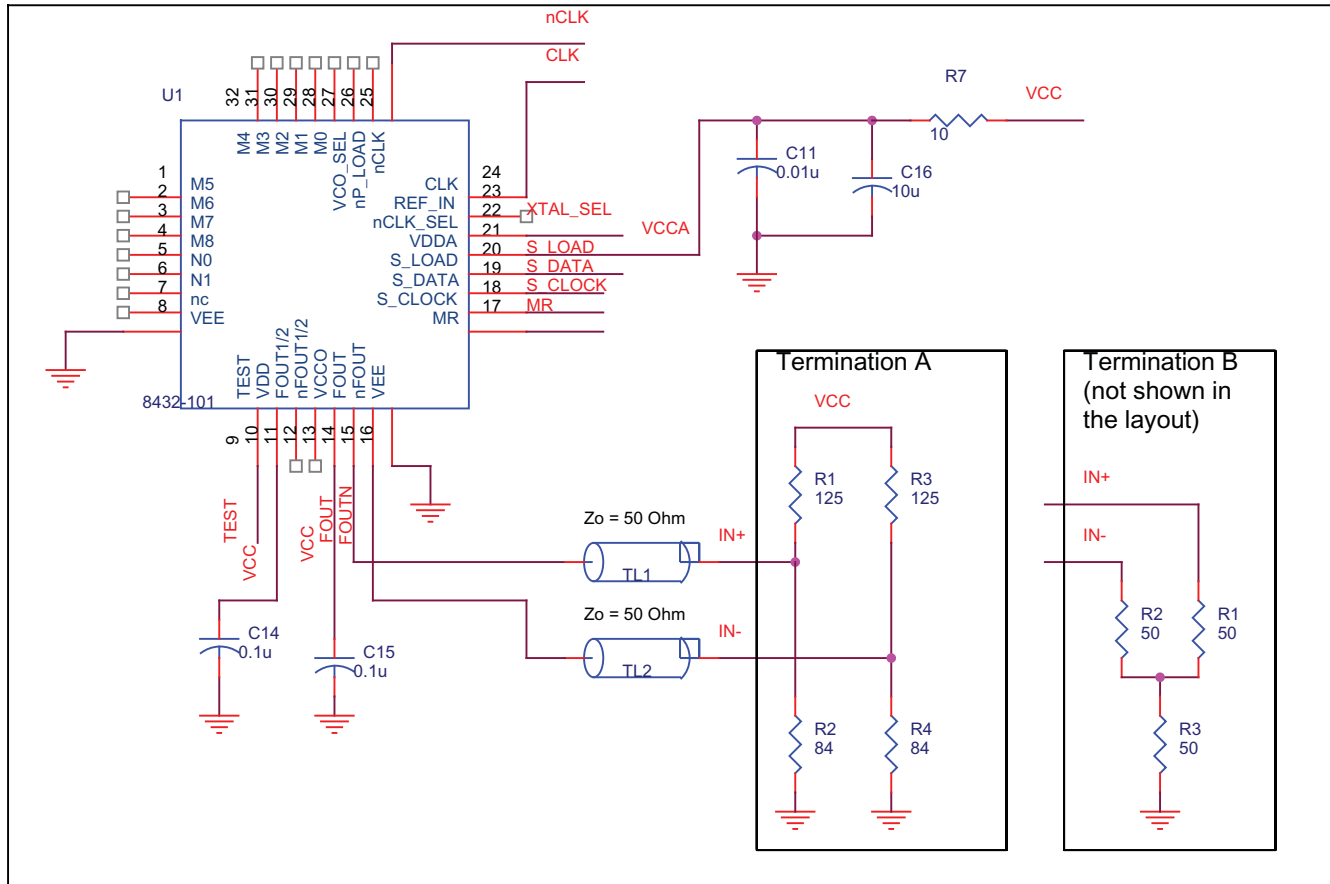 nCLK
CLK
U1
32
31
30
29
28
27
26
25
M4
M3
M2
M1
M0
VCO_SEL
nP_LOAD
nCLK
R7
10
VCC
C11
0.01u
C16
10u
1
2
3
4
5
6
7
8
M5
M6
M7
M8
N0
N1
nc
VEE
CLK
REF_IN
nCLK_SEL
VDDA
S_LOAD
S_DATA
S_CLOCK
MR
24
23
22
21
20
19
18
17
XTAL_SEL
VCCA
S_LOAD
S_DATA
S_CLOCK
MR
TEST
VDD
FOUT1/2
nFOUT1/2
VCCO
FOUT
nFOUT
VEE
8432-101
9
10
11
12
13
14
15
16
TEST
VCC
VCC
FOUT
FOUTN
C14
0.1u
C15
0.1u
Zo = 50 Ohm
TL1
IN+
Zo = 50 Ohm
TL2
IN-
Termination A
VCC
R1
125
R3
125
R2
84
R4
84
Termination B
(not shown in
the layout)
IN+
IN-
R2
50
R1
50
R3
50